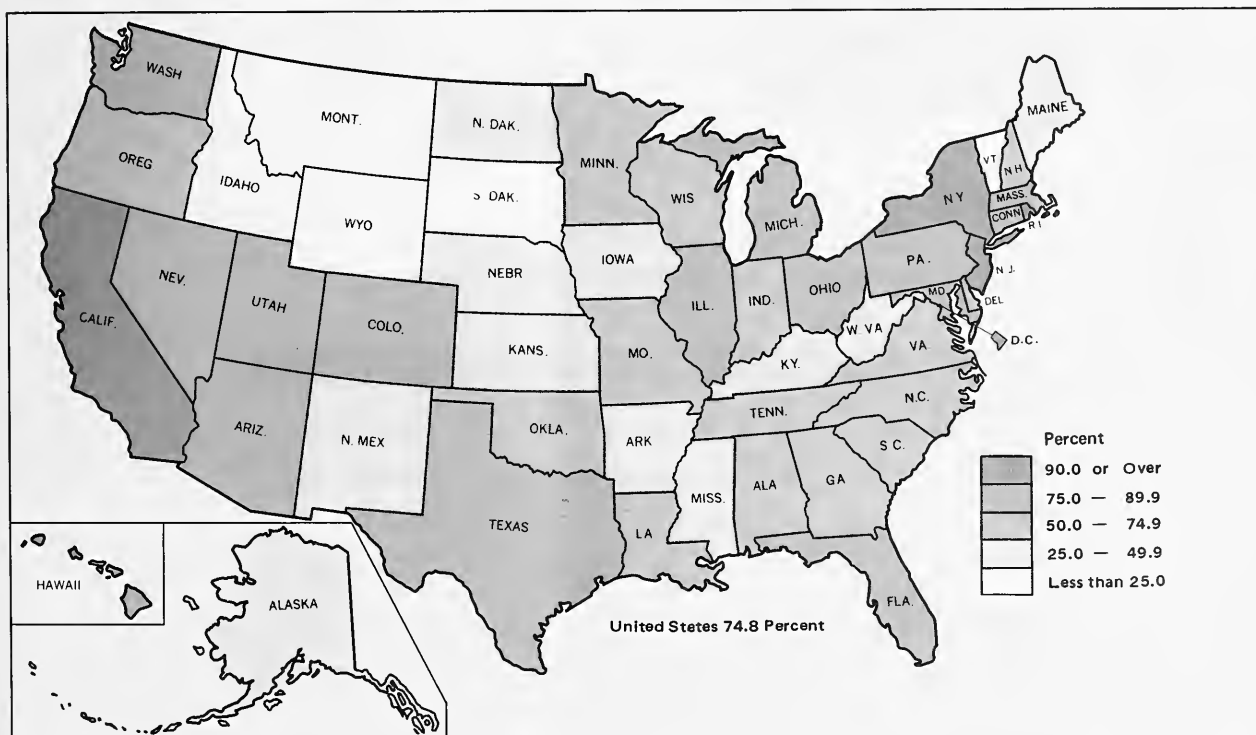 WASH
MONT.
N. DAK.
MINN.
MAINE
OREG
IDAHO
S. DAK.
WIS
MICH.
VT
N H
N Y
MASS.
CONN
R I
WYO
IOWA
PA.
N J.
NEBR
NEV.
UTAH
COLO.
ILL.
IND.
OHIO
MD.
DEL
D.C.
CALIF.
KANS.
MO.
W. VA
VA.
KY.
ARIZ.
N. MEX
OKLA.
ARK
TENN.
N.C.
S C.
MISS.
ALA
GA
TEXAS
LA
FLA.
HAWAII
ALASKA
United Stetes 74.8 Percent
Percent
90.0 or Over
75.0 — 89.9
50.0 — 74.9
25.0 — 49.9
Less than 25.0